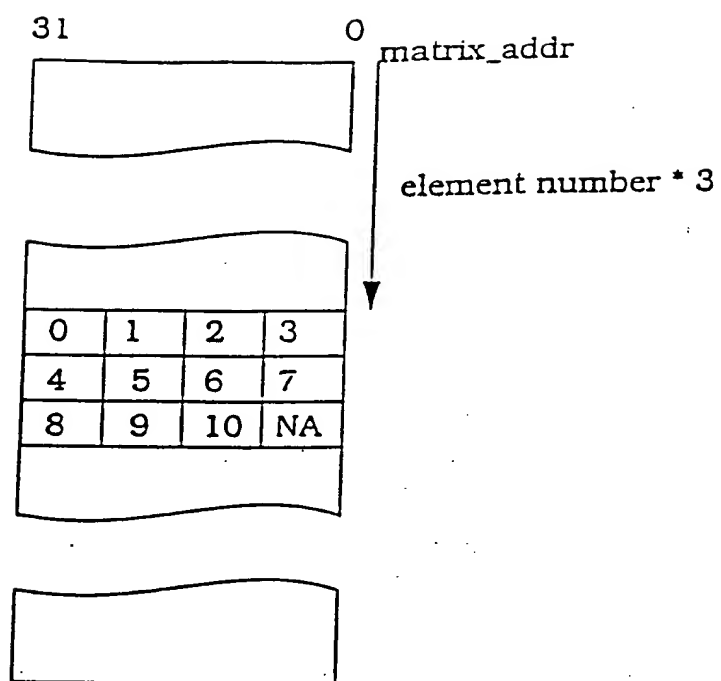 31 0
matrix_addr
element number * 3
0 1 2 3
4 5 6 7
8 9 10 NA